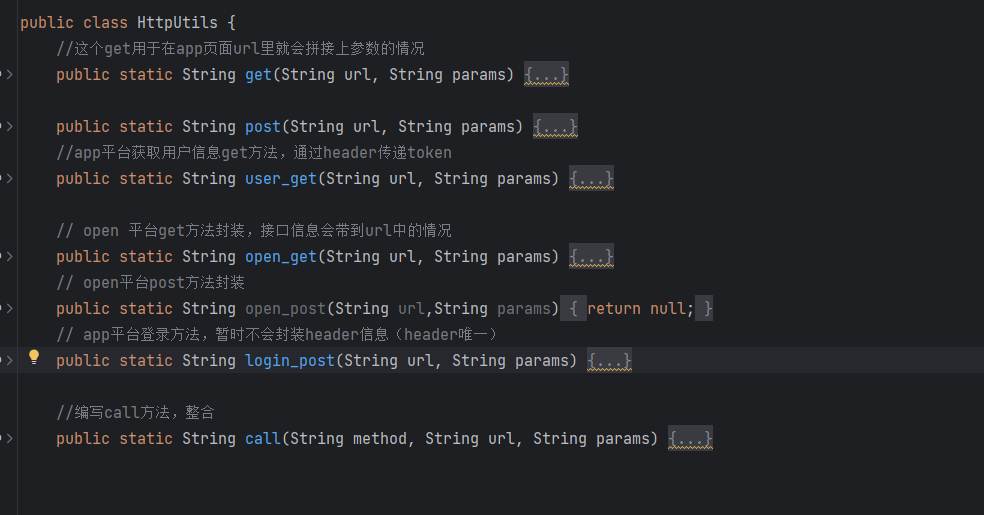 public class HttpUtils {
//这个get用于在app页面url里就会拼接上参数的情况
public static String get(String url, String params) {...}
public static String post(String url, String params) {...}
//app平台获取用户信息get方法，通过header传递token
public static String user_get(String url, String params) {...}
// open 平台get方法封装，接口信息会带到url中的情况
public static String open_get(String url, String params) {...}
// open平台post方法封装
public static String open_post(String url,String params) { return null; }
// app平台登录方法，暂时不会封装header信息（header唯一）
public static String login_post(String url, String params) {...}
//编写call方法，整合
public static String call(String method, String url, String params) {...}